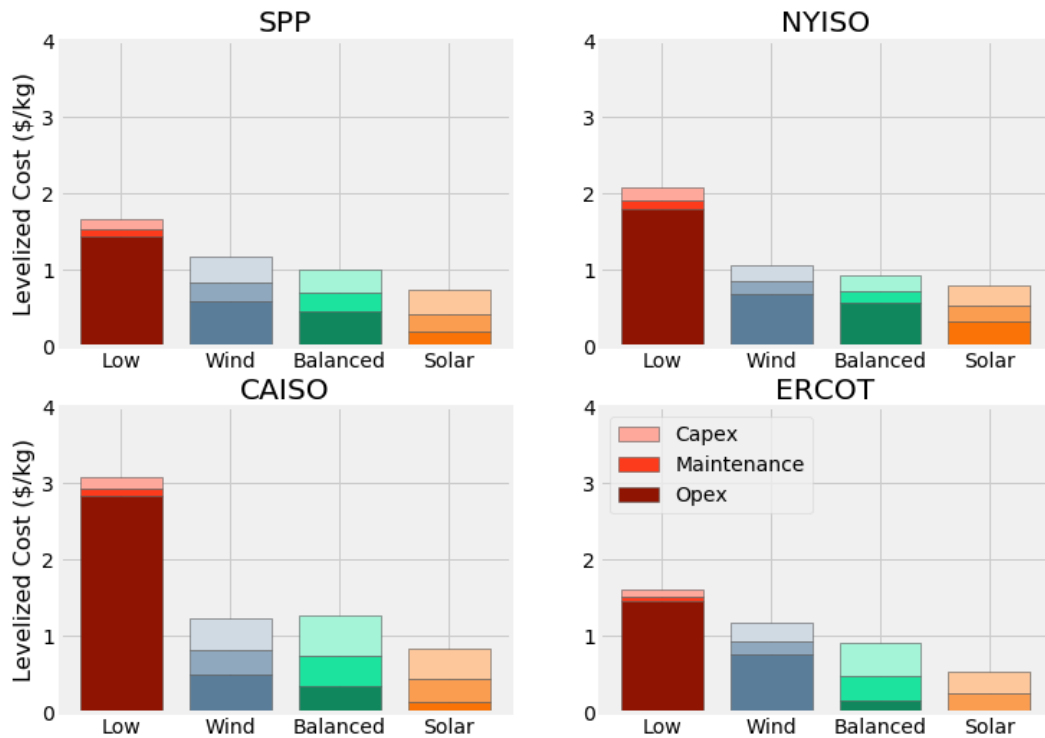 SPP
Levelized Cost ($/kg)
4
3
2
1
0
Low Wind Balanced Solar
NYISO
4
3
2
1
0
Low Wind Balanced Solar
CAISO
Levelized Cost ($/kg)
4
3
2
1
0
Low Wind Balanced Solar
ERCOT
4
3
2
1
0
Capex
Maintenance
Opex
Low Wind Balanced Solar